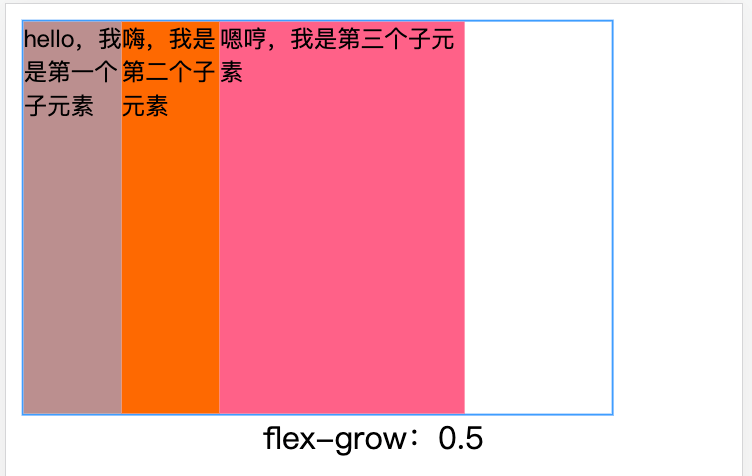 hello，我
是第一个
子元素
嗨，我是
第二个子
元素
嗯哼，我是第三个子元
素
flex-grow：0.5